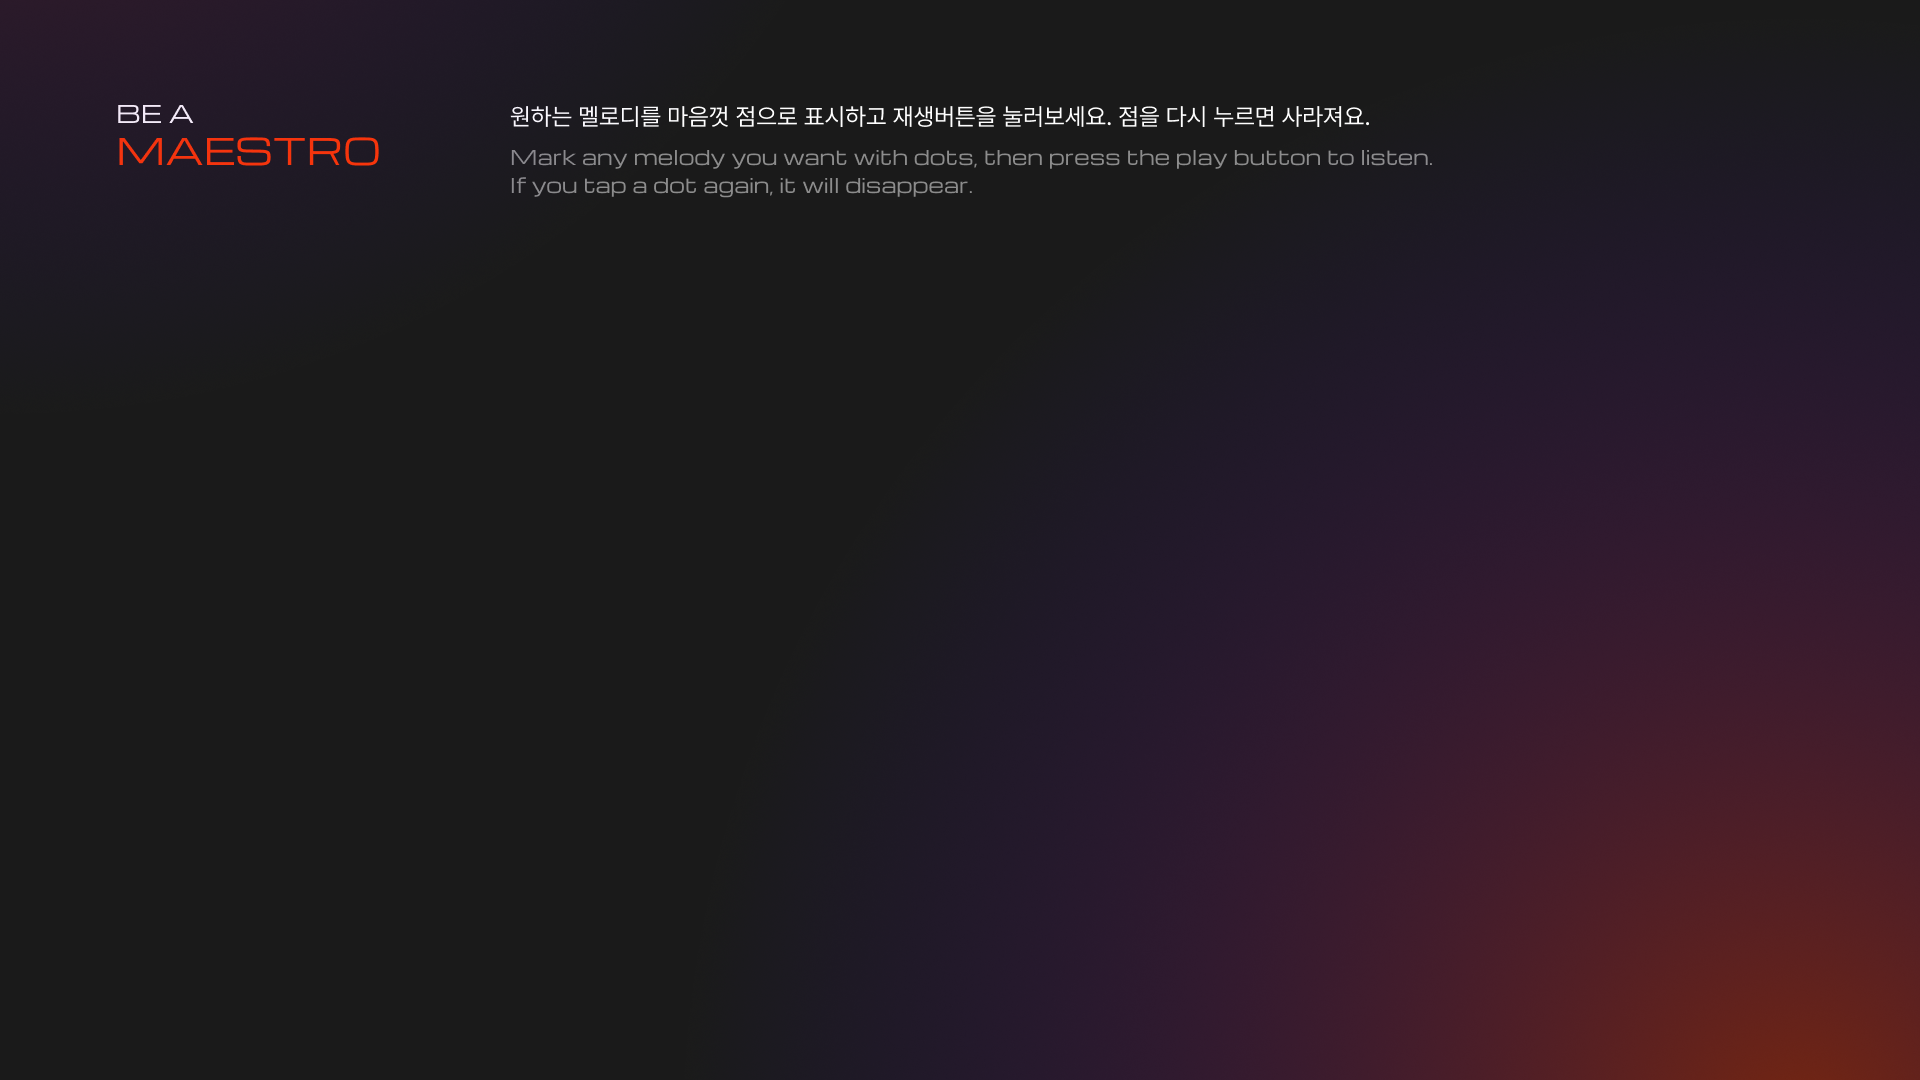 BE A
MAESTRO
원하는 멜로디를 마음껏 점으로 표시하고 재생버튼을 눌러보세요. 점을 다시 누르면 사라져요.
Mark any melody you want with dots, then press the play button to listen.
If you tap a dot again, it will disappear.